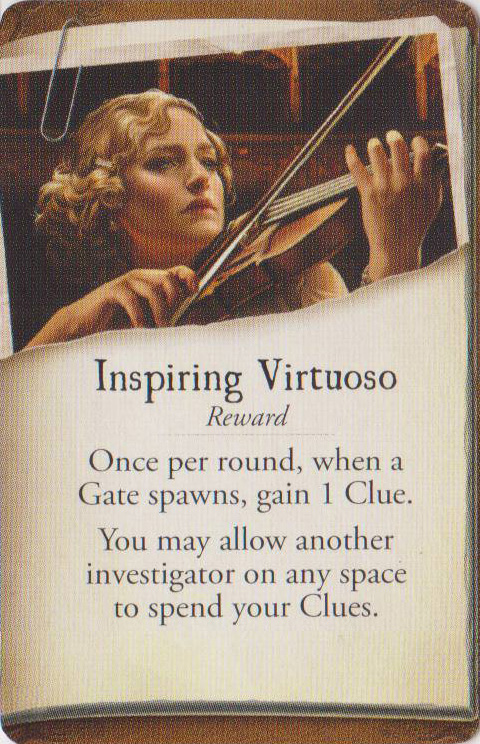 Inspiring Virtuoso
Reward
Once per round, when a
Gate spawns, gain 1 Clue.
You may allow another
investigator on any space
to spend your Clues.